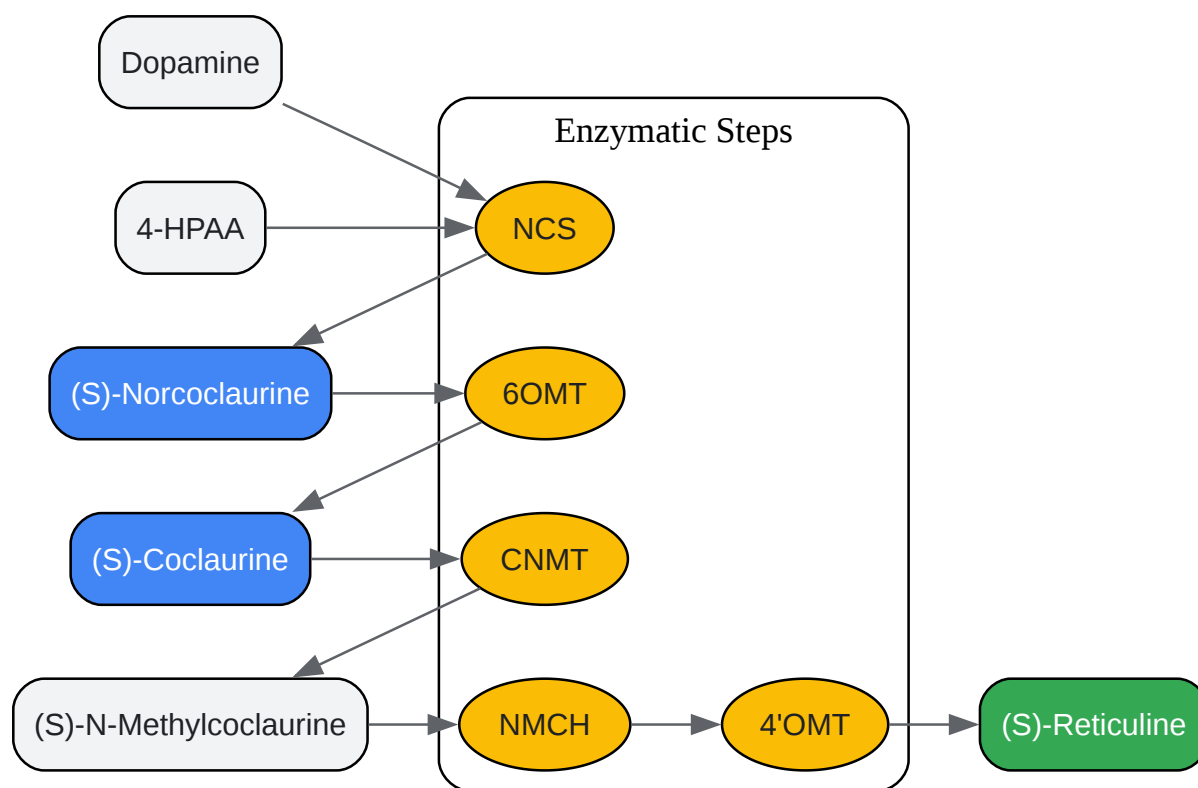 Dopamine
Enzymatic Steps
4-HPAA
NCS
(S)-Norcoclaurine
6OMT
(S)-Coclaurine
CNMT
(S)-N-Methylcoclaurine
NMCH
4'OMT
(S)-Reticuline